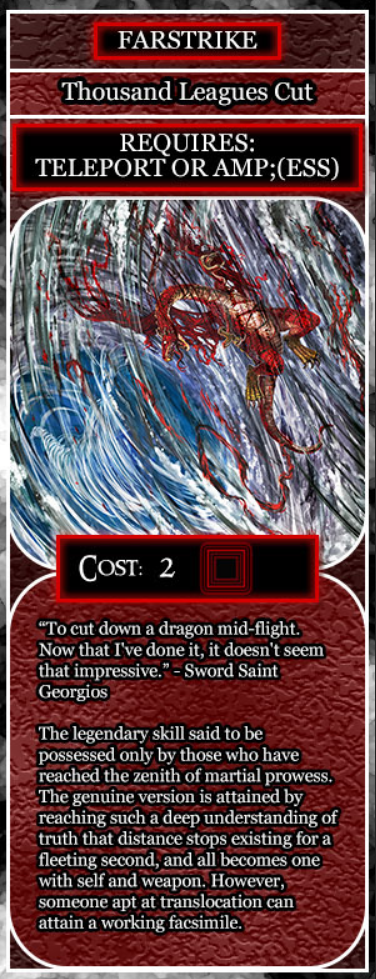 FARSTRIKE
Thousand Leagues Cut
REQUIRES:
TELEPORT OR AMP;(ESS)
COST: 2
“To cut down a dragon mid-flight.
Now that I've done it, it doesn't seem
that impressive.” - Sword Saint
Georgios
The legendary skill said to be
possessed only by those who have
reached the zenith of martial prowess.
The genuine version is attained by
reaching such a deep understanding of
truth that distance stops existing for a
fleeting second, and all becomes one
with self and weapon. However,
someone apt at translocation can
attain a working facsimile.